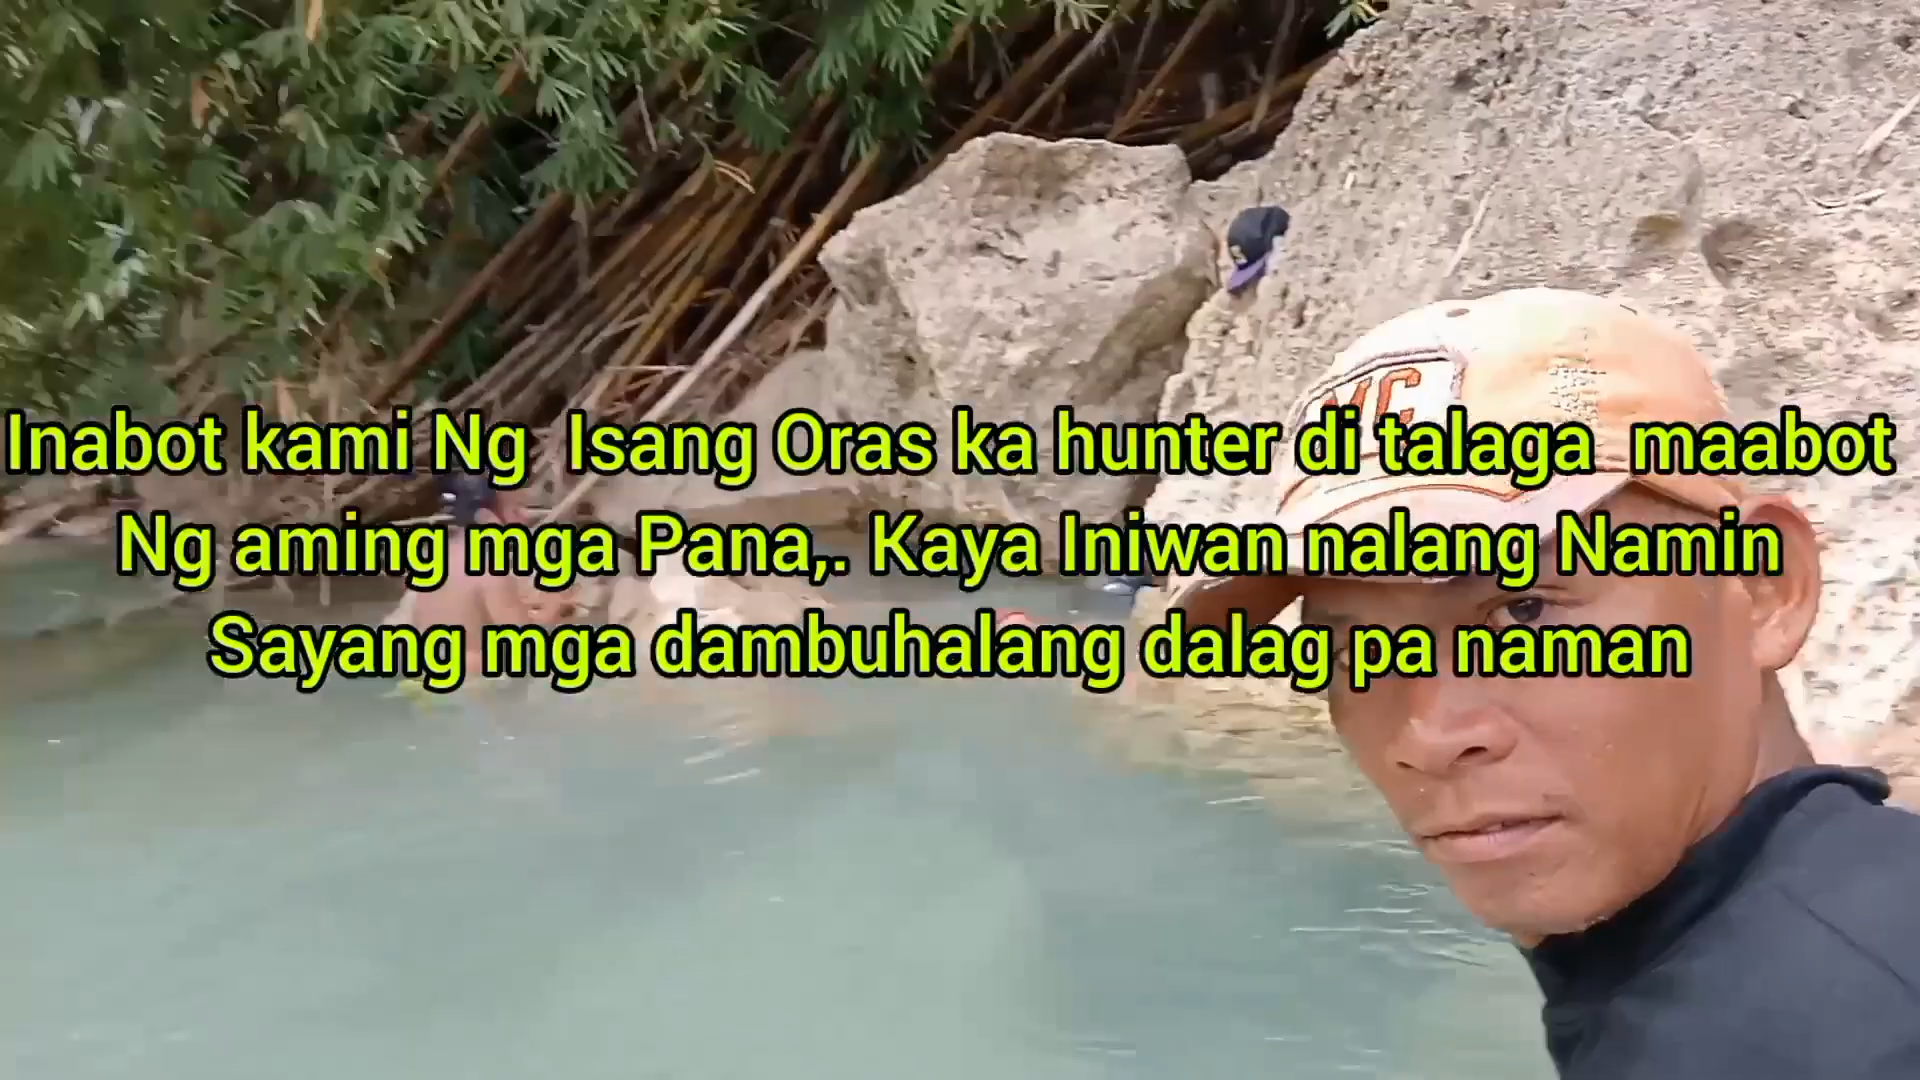 Inabot kami Ng Isang Oras ka hunter di talaga maabot
Ng aming mga Pana,. Kaya Iniwan nalang Namin
Sayang mga dambuhalang dalag pa naman